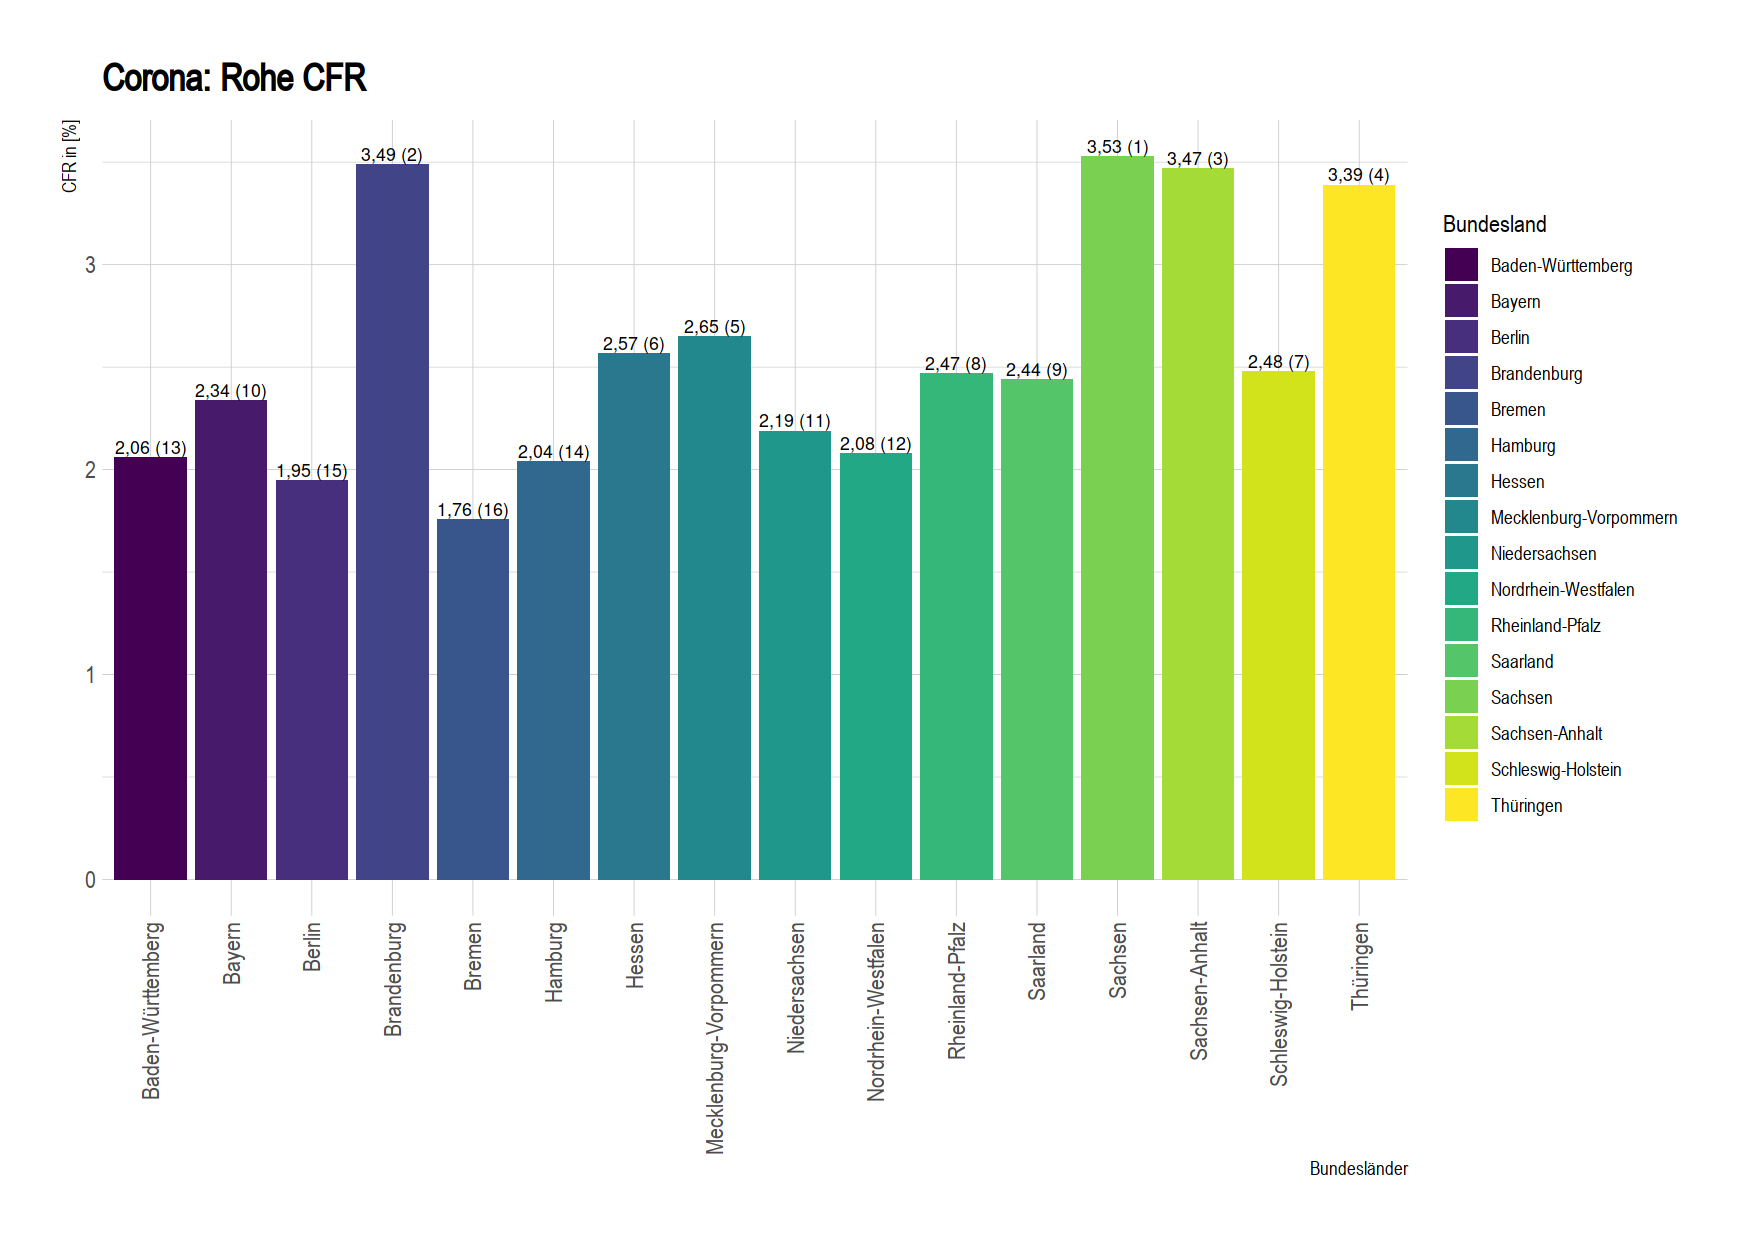 Corona: Rohe CFR
CFR in [%]
3,49 (2)
3,53 (1)
3,47 (3)
3,39 (4)
2,65 (5)
2,57 (6)
2,47 (8)
2,44 (9)
2,48 (7)
2,34 (10)
2,19 (11)
2,06 (13)
2,08 (12)
2,04 (14)
1,95 (15)
1,76 (16)
3
2
1
0
Baden-Württemberg
Bayern
Berlin
Brandenburg
Bremen
Hamburg
Hessen
Mecklenburg-Vorpommern
Niedersachsen
Nordrhein-Westfalen
Rheinland-Pfalz
Saarland
Sachsen
Sachsen-Anhalt
Schleswig-Holstein
Thüringen
Bundesländer
Bundesland
Baden-Württemberg
Bayern
Berlin
Brandenburg
Bremen
Hamburg
Hessen
Mecklenburg-Vorpommern
Niedersachsen
Nordrhein-Westfalen
Rheinland-Pfalz
Saarland
Sachsen
Sachsen-Anhalt
Schleswig-Holstein
Thüringen